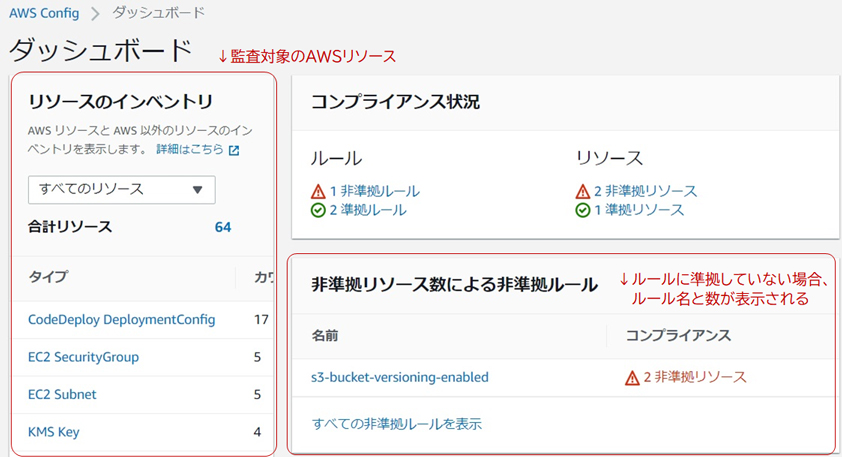 AWS Config > ダッシュボード
ダッシュボード
↓監査対象のAWSリソース
リソースのインベントリ
AWS リソースと AWS 以外のリソースのイン
ベントリを表示します。 詳細はこちら
すべてのリソース ▼
合計リソース 64
タイプ カウ
CodeDeploy DeploymentConfig 17
EC2 SecurityGroup 5
EC2 Subnet 5
KMS Key 4
コンプライアンス状況
ルール
1 非準拠ルール
2 準拠ルール
リソース
2 非準拠リソース
1 準拠リソース
非準拠リソース数による非準拠ルール
↓ルールに準拠していない場合、
ルール名と数が表示される
名前 コンプライアンス
s3-bucket-versioning-enabled 2 非準拠リソース
すべての非準拠ルールを表示